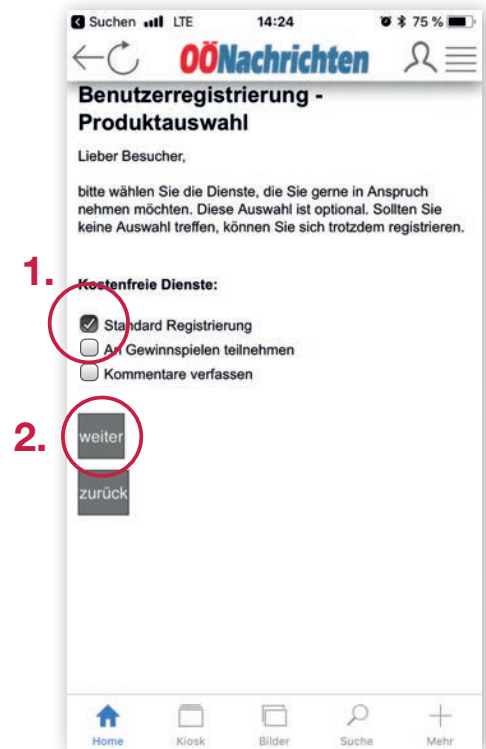 Suchen LTE 14:24 75 %
OÖNachrichten
Benutzerregistrierung -
Produktauswahl
Lieber Besucher,
bitte wählen Sie die Dienste, die Sie gerne in Anspruch
nehmen möchten. Diese Auswahl ist optional. Sollten Sie
keine Auswahl treffen, können Sie sich trotzdem registrieren.
1.
Kostenfreie Dienste:
Standard Registrierung
An Gewinnspielen teilnehmen
Kommentare verfassen
2.
weiter
zurück
Home Kiosk Bilder Suche Mehr